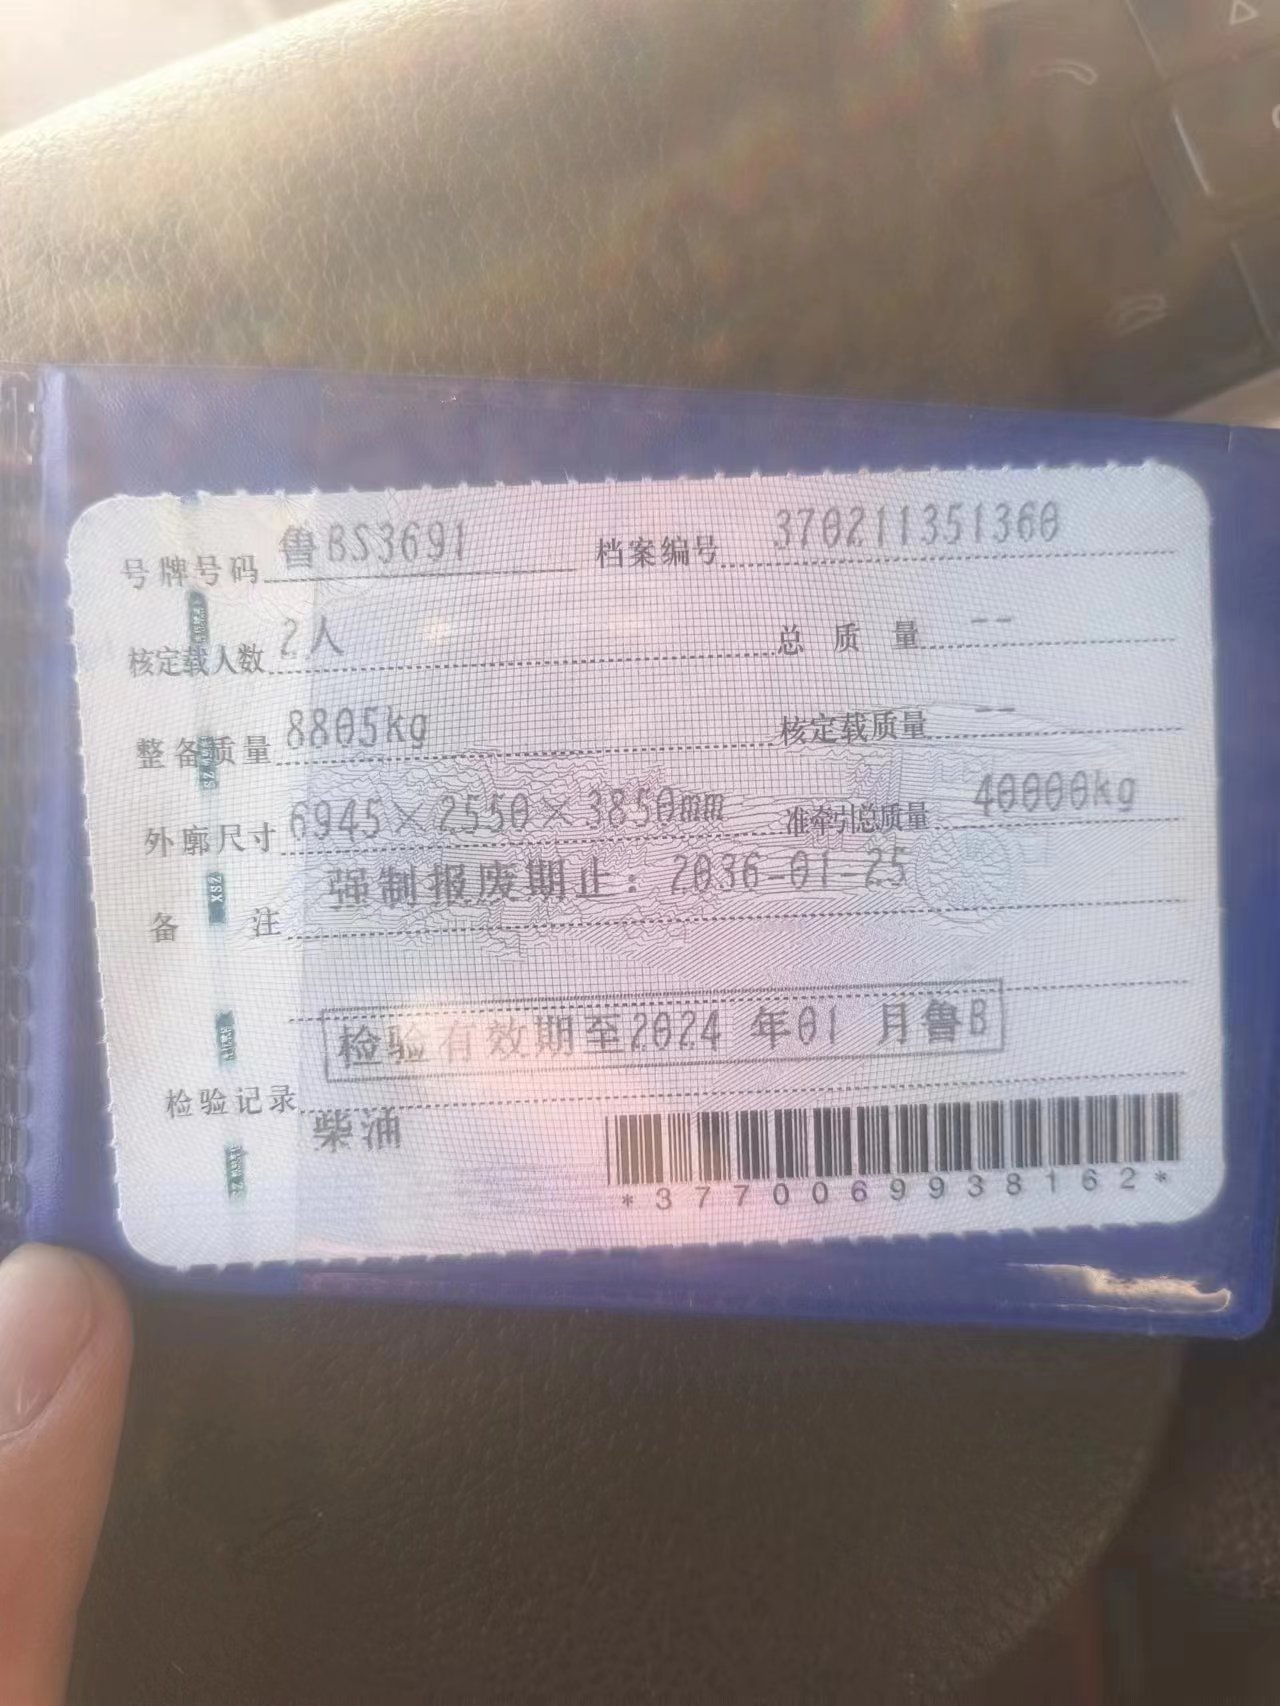 号牌号码 鲁BS3691 档案编号 370211351360
核定载人数 2人 总质量 --
整备质量 8805kg 核定载质量 --
外廓尺寸 6945×2550×3850mm 准牵引总质量 40000kg
备注 强制报废期止：2036-01-25
检验有效期至2024年01月鲁B
检验记录
柴油
*3770069938162*
XSZ